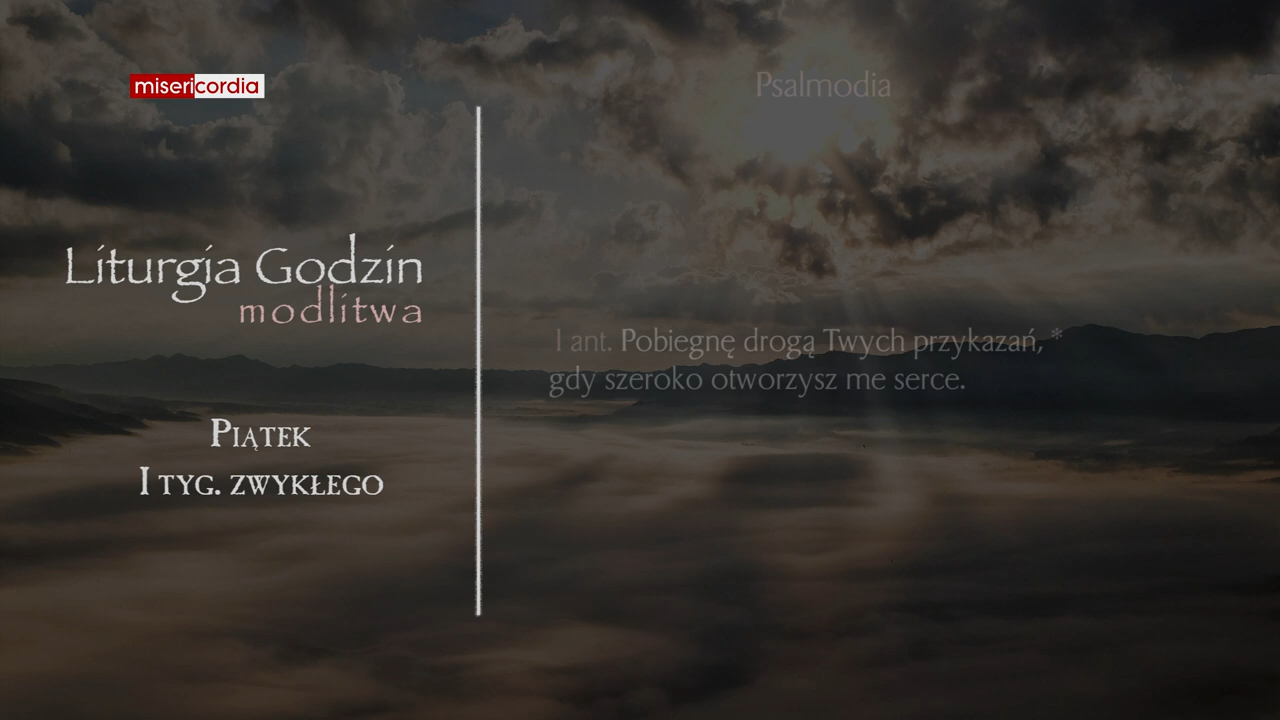 misericordia
Liturgia Godzin
modlitwa
Piątek
I tyg. zwykłego
Psalmodia
I ant. Pobiegnę drogą Twych przykazań,*
gdy szeroko otworzysz me serce.